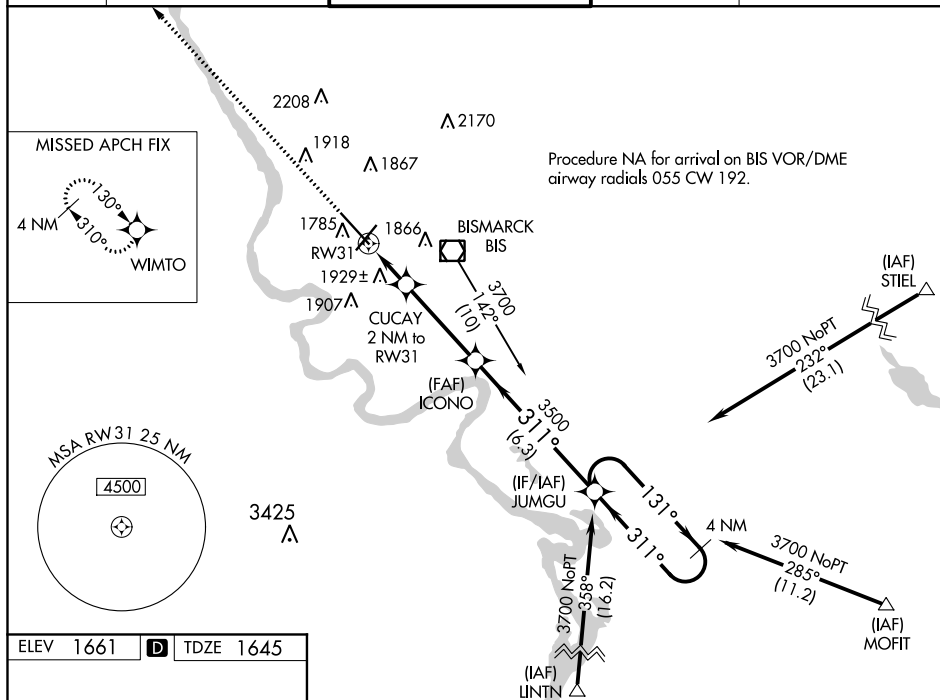 2208
2170
1918
1867
MISSED APCH FIX
130°
4 NM
310°
WIMTO
Procedure NA for arrival on BIS VOR/DME
airway radials 055 CW 192.
1785
1866
RW31
BISMARCK
BIS
1929±
1907
CUCAY
2 NM to
RW31
3700
142°
(10)
(IAF)
STIEL
3700 NoPT
232°
(23.1)
(FAF)
ICONO
3500
311°
(6.3)
MSA RW31 25 NM
4500
3425
(IF/IAF)
JUMGU
131°
311°
4 NM
3700 NoPT
285°
(11.2)
(IAF)
MOFIT
3700 NoPT
358°
(16.2)
(IAF)
LINTN
ELEV 1661 D TDZE 1645